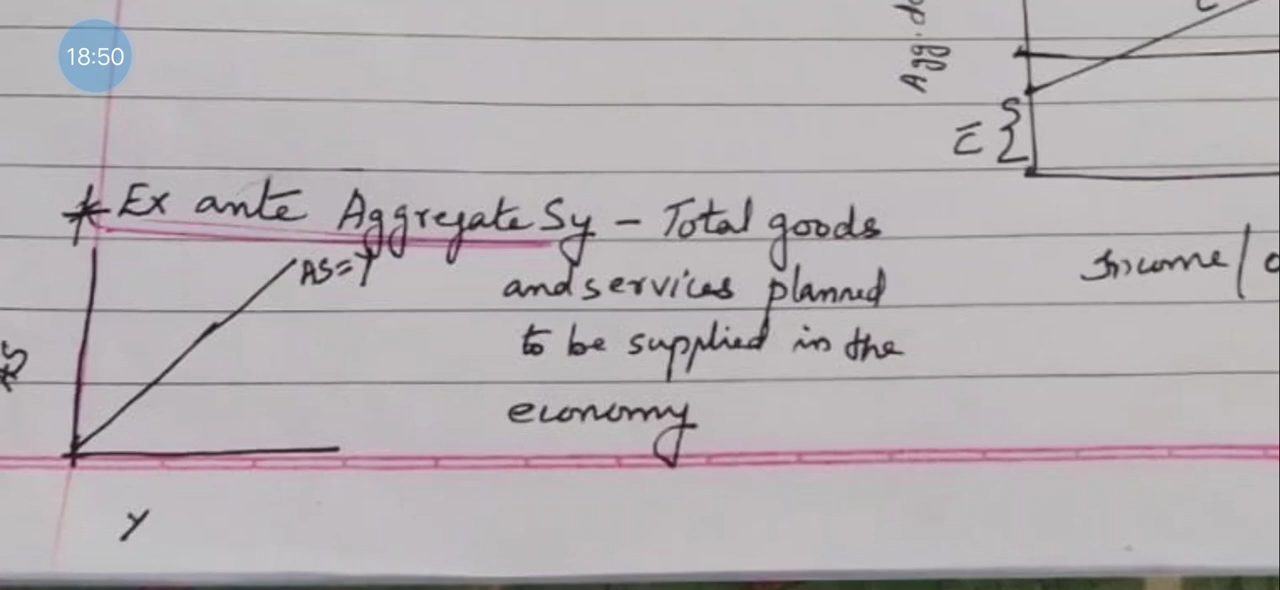 18:50
Agg.
C̅ {
* Ex ante Aggregate Sy - Total goods
and services planned
to be supplied in the
economy
AS=Y
AS
Income/
Y